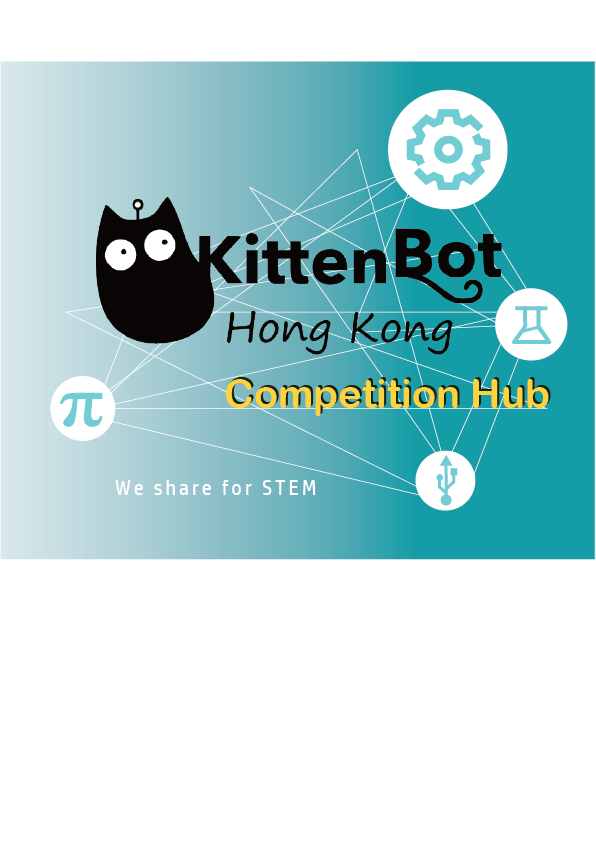 KittenBot
Hong Kong
Competition Hub
π
We share for STEM